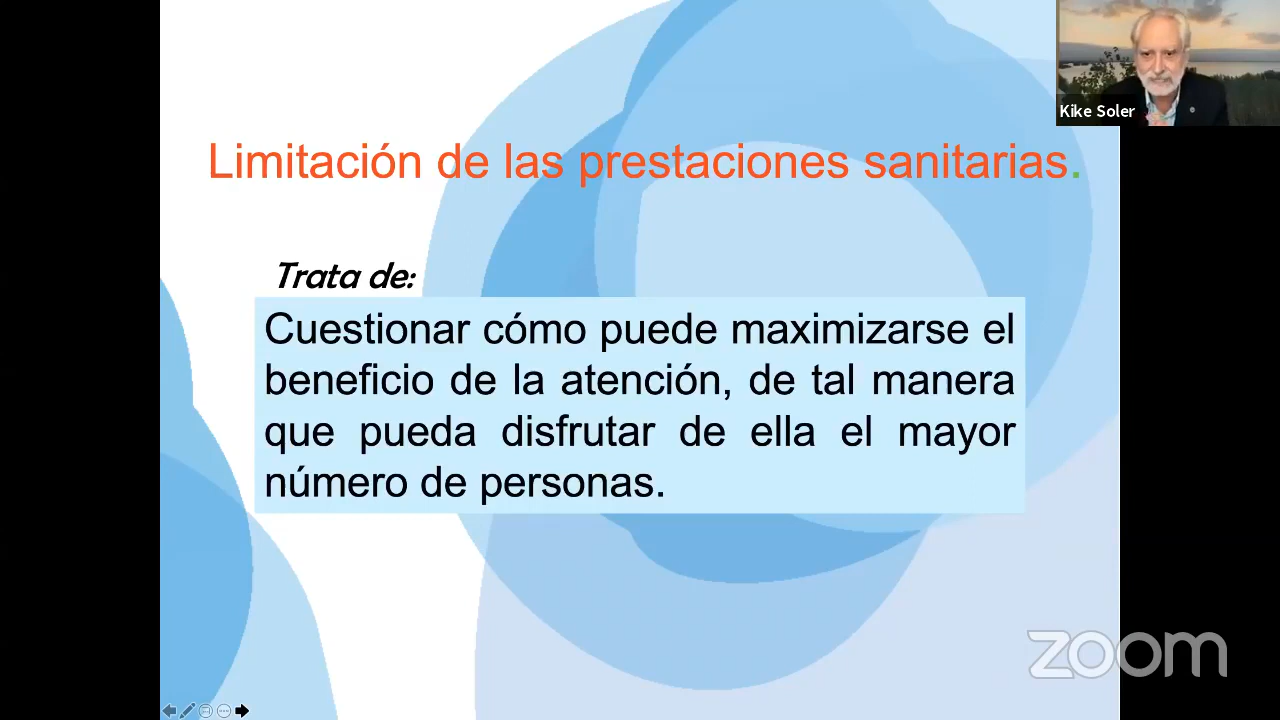 Kike Soler
Limitación de las prestaciones sanitarias.
Trata de:
Cuestionar cómo puede maximizarse el
beneficio de la atención, de tal manera
que pueda disfrutar de ella el mayor
número de personas.
zoom